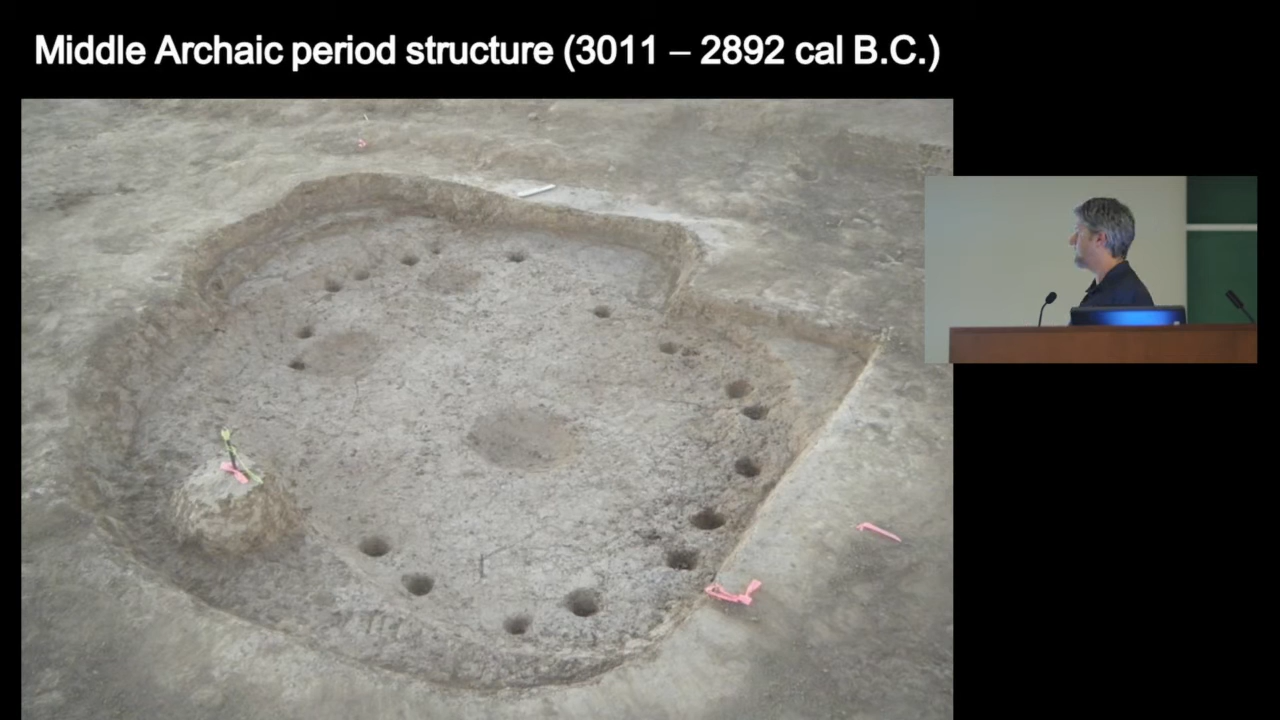 Middle Archaic period structure (3011 – 2892 cal B.C.)